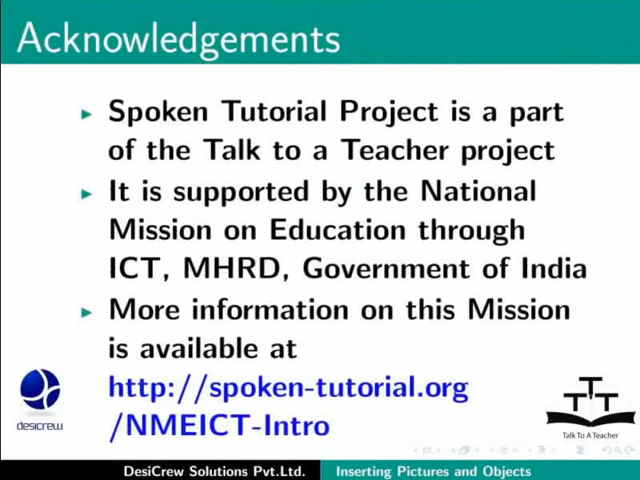 Acknowledgements
Spoken Tutorial Project is a part
of the Talk to a Teacher project
It is supported by the National
Mission on Education through
ICT, MHRD, Government of India
More information on this Mission
is available at
http://spoken-tutorial.org
/NMEICT-Intro
desicrew
TTT
Talk To A Teacher
DesiCrew Solutions Pvt.Ltd.
Inserting Pictures and Objects